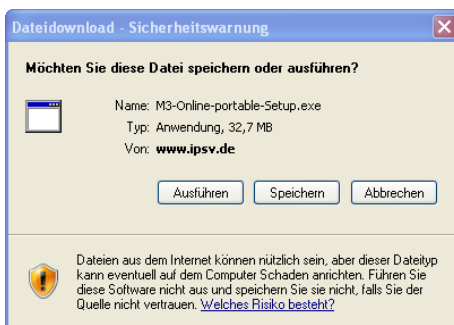 Dateidownload - Sicherheitswarnung
Möchten Sie diese Datei speichern oder ausführen?
Name: M3-Online-portable-Setup.exe
Typ: Anwendung, 32,7 MB
Von: www.ipsv.de
Ausführen Speichern Abbrechen
Dateien aus dem Internet können nützlich sein, aber dieser Dateityp
kann eventuell auf dem Computer Schaden anrichten. Führen Sie
diese Software nicht aus und speichern Sie sie nicht, falls Sie der
Quelle nicht vertrauen. Welches Risiko besteht?